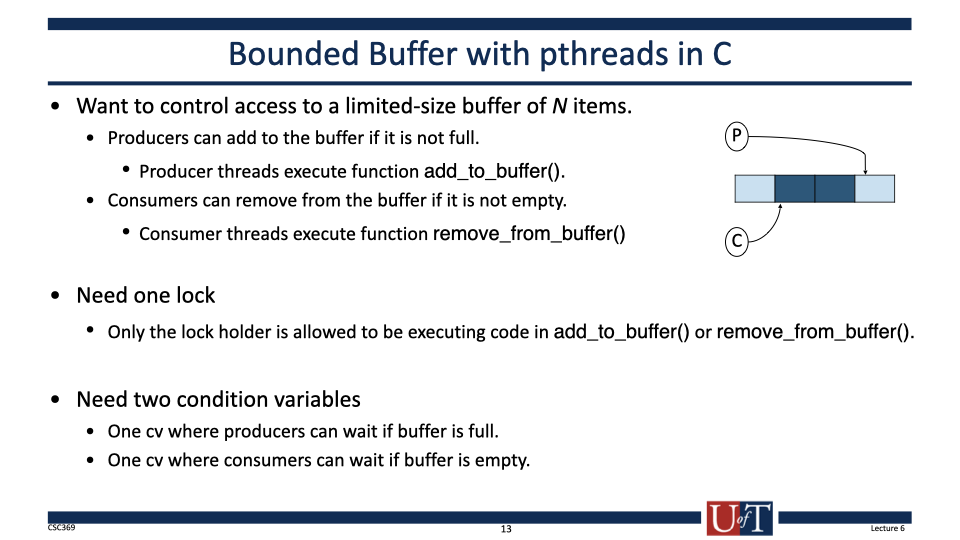 Bounded Buffer with pthreads in C
• Want to control access to a limited-size buffer of N items.
• Producers can add to the buffer if it is not full.
• Producer threads execute function add_to_buffer().
• Consumers can remove from the buffer if it is not empty.
• Consumer threads execute function remove_from_buffer()
P
C
• Need one lock
• Only the lock holder is allowed to be executing code in add_to_buffer() or remove_from_buffer().
• Need two condition variables
• One cv where producers can wait if buffer is full.
• One cv where consumers can wait if buffer is empty.
CSC369
13
U of T
Lecture 6